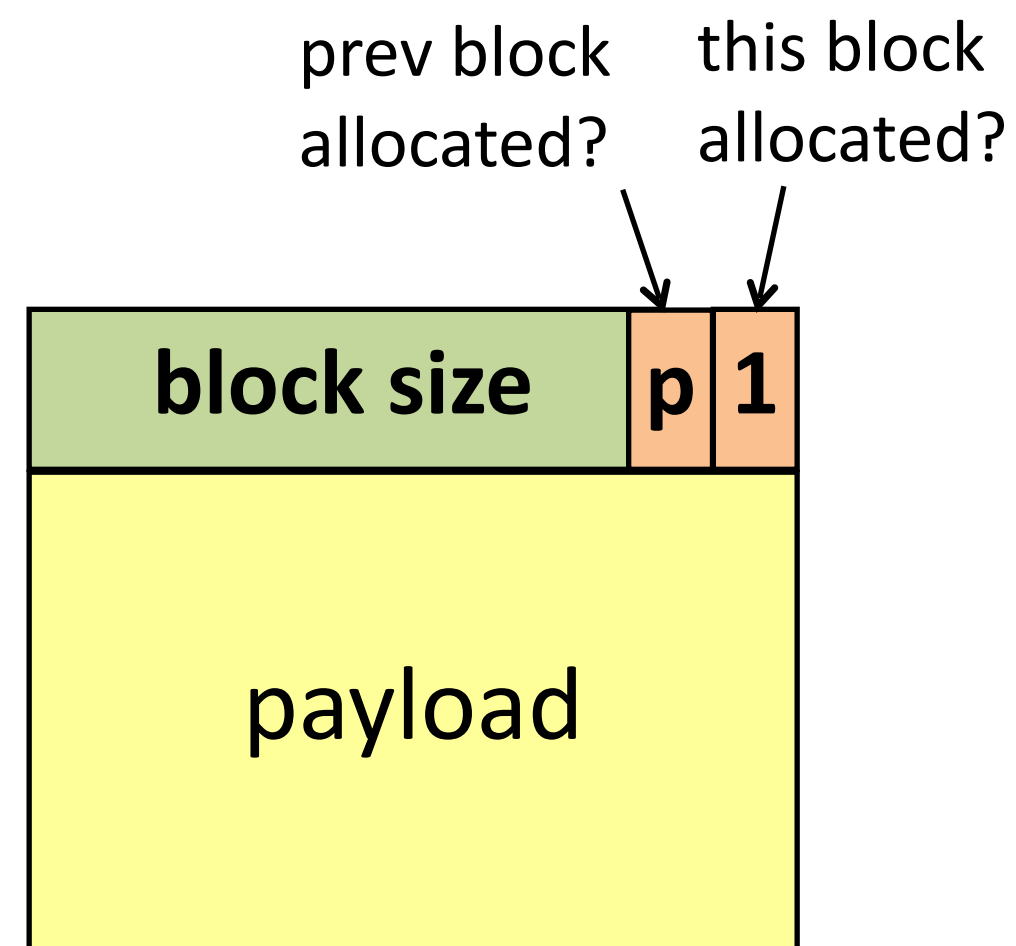 prev block
allocated?
this block
allocated?
block size
p
1
payload